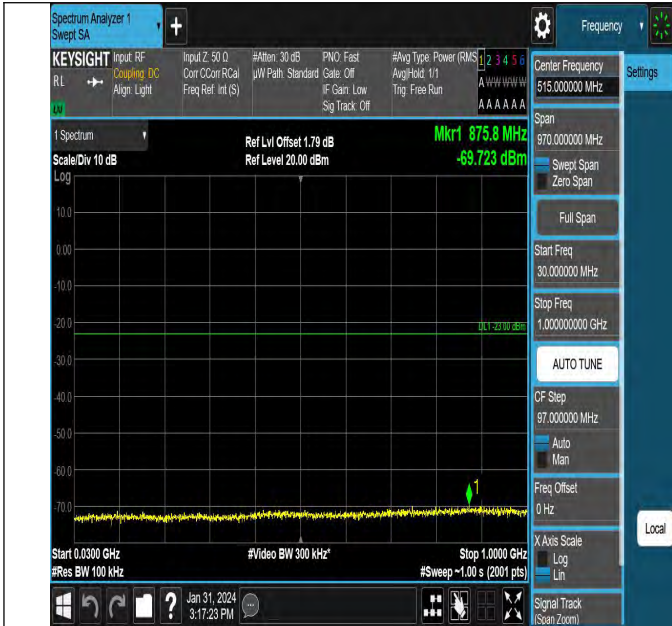 Spectrum Analyzer 1
Swept SA
+
Frequency
KEYSIGHT
RL
LXI
Input: RF
Coupling: DC
Align: Light
Input Z: 50 Ω
Corr CCorr RCal
Freq Ref: Int (S)
#Atten: 30 dB
µW Path: Standard
PNO: Fast
Gate: Off
IF Gain: Low
Sig Track: Off
#Avg Type: Power (RMS
Avg|Hold: 1/1
Trig: Free Run
1 2 3 4 5 6
A W W W W W
A A A A A A
1 Spectrum
Scale/Div 10 dB
Ref Lvl Offset 1.79 dB
Ref Level 20.00 dBm
Mkr1 875.8 MHz
-69.723 dBm
Log
10.0
0.00
-10.0
-20.0
-30.0
-40.0
-50.0
-60.0
-70.0
DL1 -23.00 dBm
1
Start 0.0300 GHz
#Res BW 100 kHz
#Video BW 300 kHz*
Stop 1.0000 GHz
#Sweep ~1.00 s (2001 pts)
?
Jan 31, 2024
3:17:23 PM
Center Frequency
515.000000 MHz
Settings
Span
970.000000 MHz
Swept Span
Zero Span
Full Span
Start Freq
30.000000 MHz
Stop Freq
1.000000000 GHz
AUTO TUNE
CF Step
97.000000 MHz
Auto
Man
Freq Offset
0 Hz
X Axis Scale
Log
Lin
Local
Signal Track
(Span Zoom)